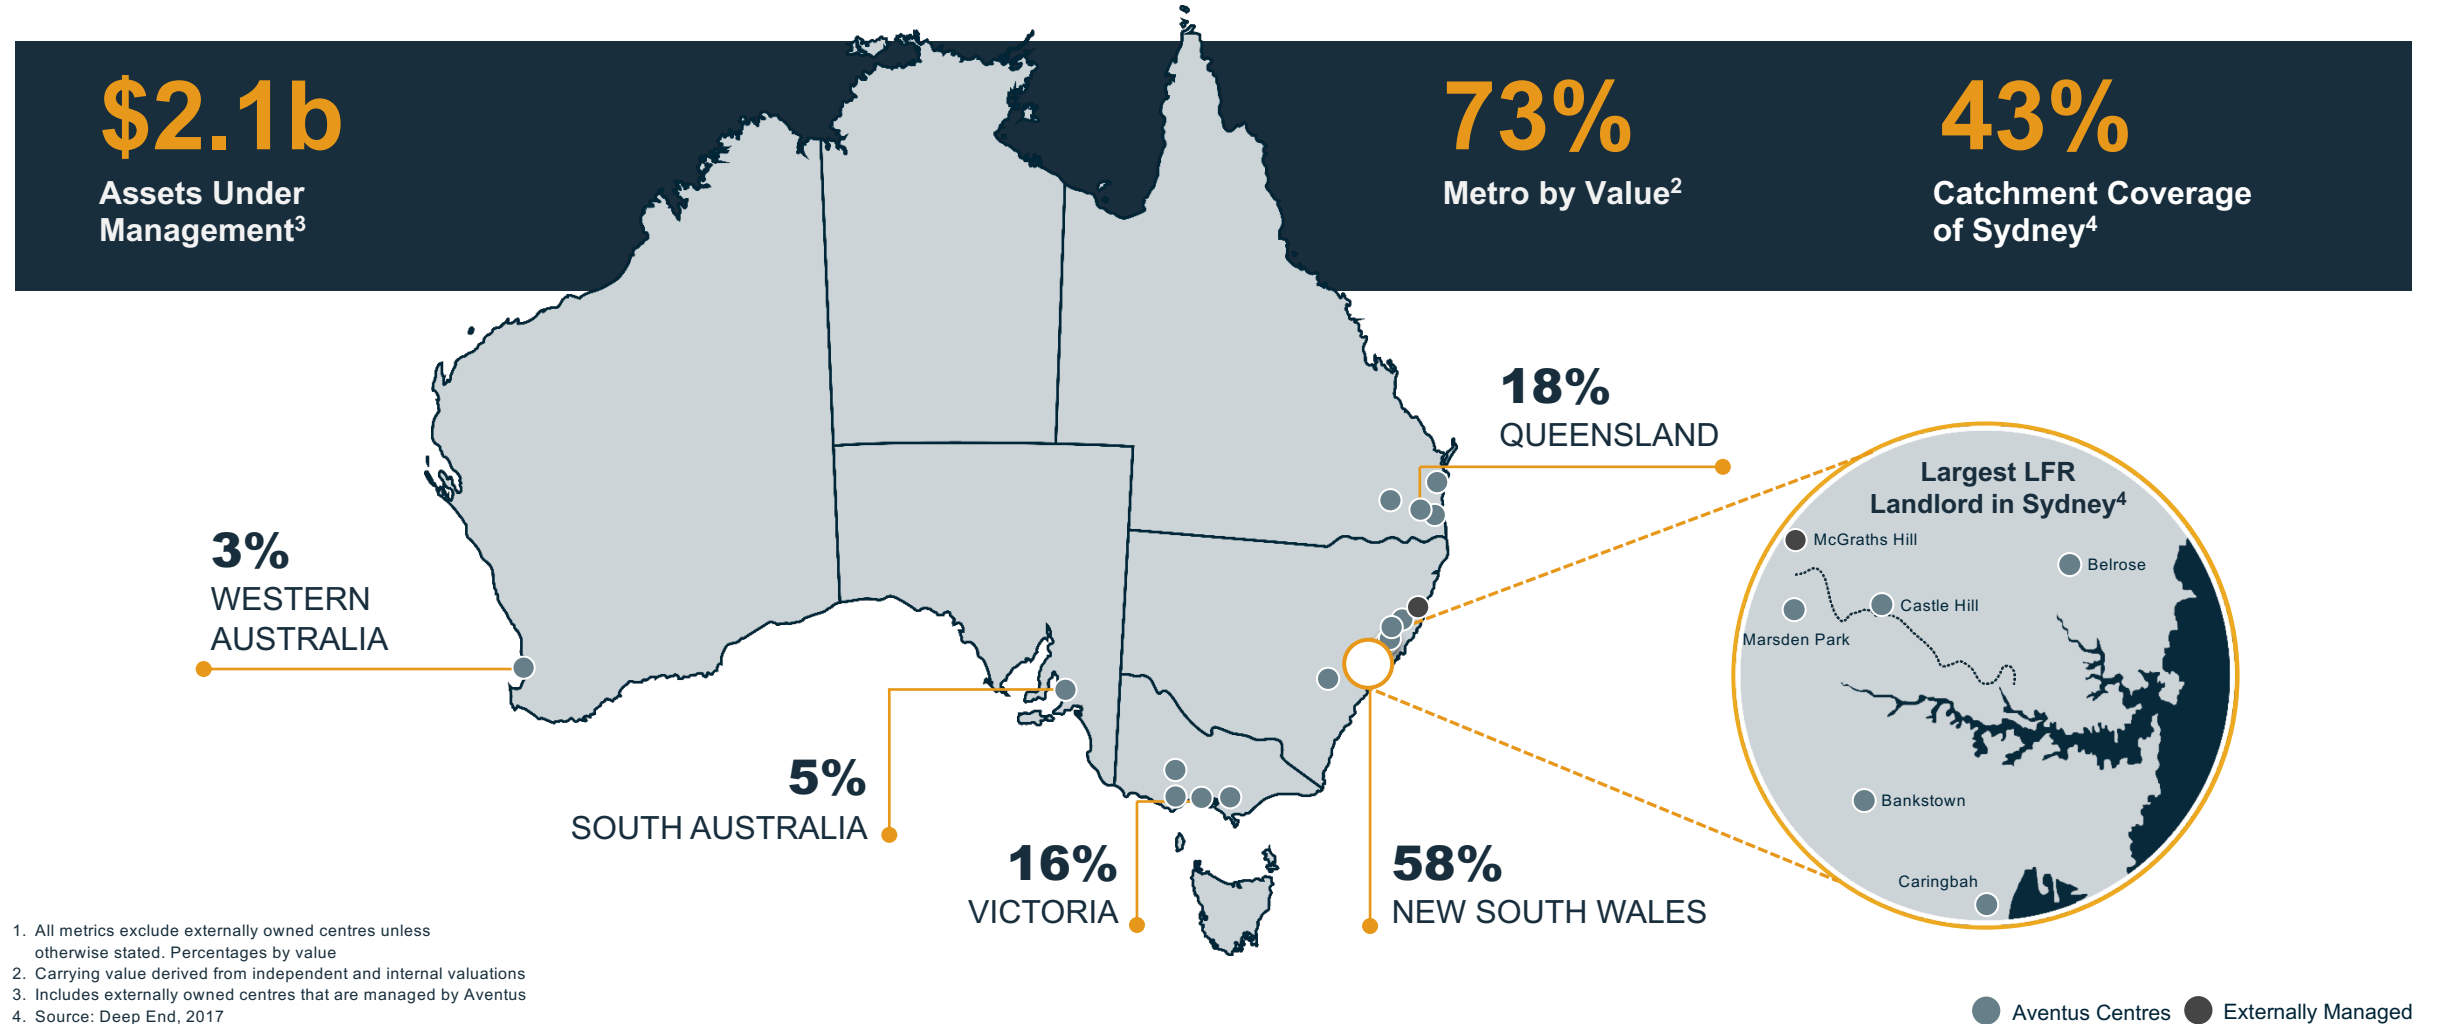 $2.1b
Assets Under
Management3
73%
Metro by Value2
43%
Catchment Coverage
of Sydney4
18%
QUEENSLAND
3%
WESTERN
AUSTRALIA
5%
SOUTH AUSTRALIA
16%
VICTORIA
58%
NEW SOUTH WALES
Largest LFR
Landlord in Sydney4
McGraths Hill
Belrose
Castle Hill
Marsden Park
Bankstown
Caringbah
1. All metrics exclude externally owned centres unless
otherwise stated. Percentages by value
2. Carrying value derived from independent and internal valuations
3. Includes externally owned centres that are managed by Aventus
4. Source: Deep End, 2017
Aventus Centres
Externally Managed